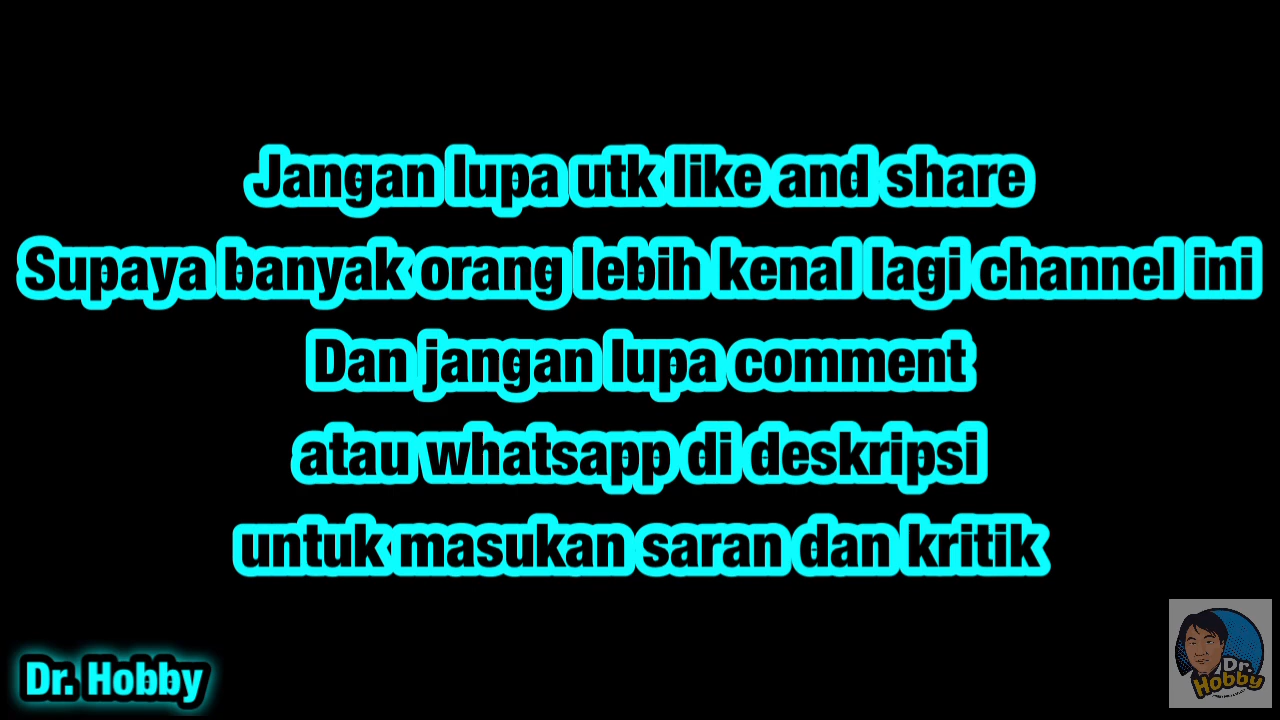 Jangan lupa utk like and share
Supaya banyak orang lebih kenal lagi channel ini
Dan jangan lupa comment
atau whatsapp di deskripsi
untuk masukan saran dan kritik
Dr. Hobby
Dr.
Hobby